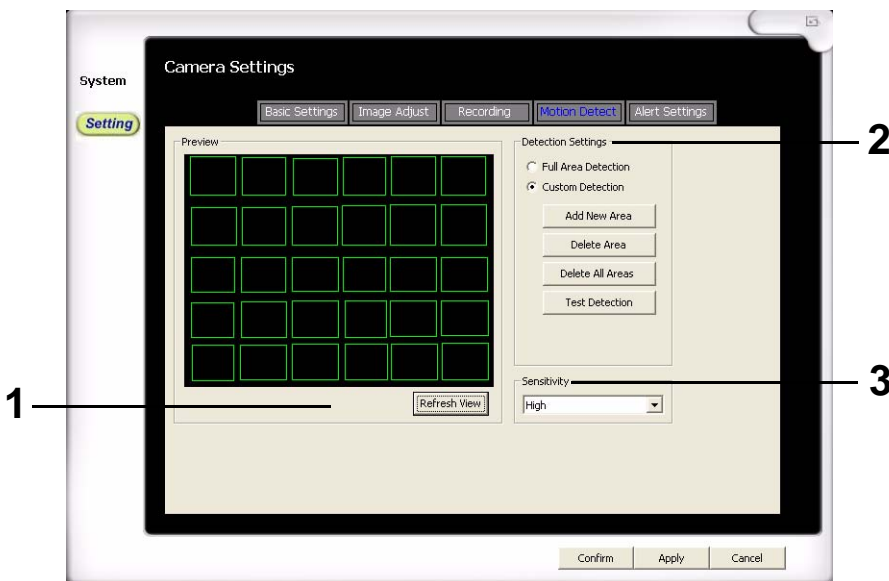 System
Setting
Camera Settings
Basic Settings
Image Adjust
Recording
Motion Detect
Alert Settings
Preview
Refresh View
1
Detection Settings
2
Full Area Detection
Custom Detection
Add New Area
Delete Area
Delete All Areas
Test Detection
Sensitivity
3
High
Confirm
Apply
Cancel